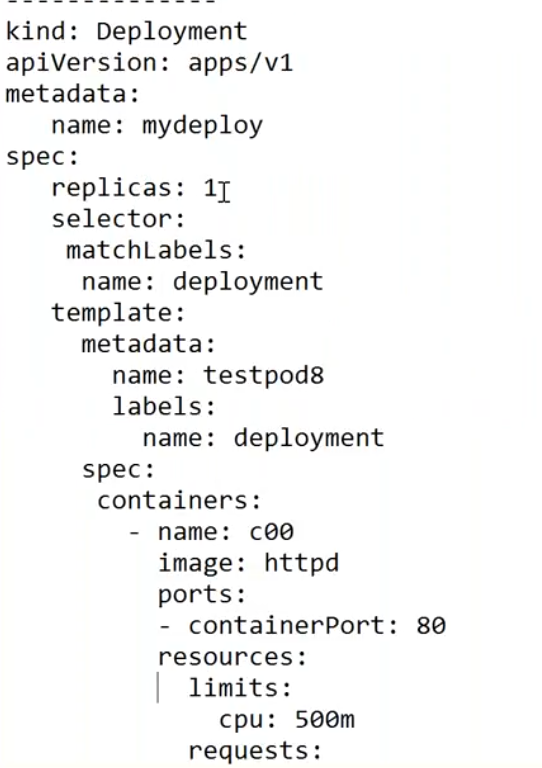 --------------
kind: Deployment
apiVersion: apps/v1
metadata:
   name: mydeploy
spec:
   replicas: 1
   selector:
    matchLabels:
     name: deployment
   template:
     metadata:
       name: testpod8
       labels:
         name: deployment
     spec:
      containers:
        - name: c00
          image: httpd
          ports:
          - containerPort: 80
          resources:
            limits:
              cpu: 500m
            requests: